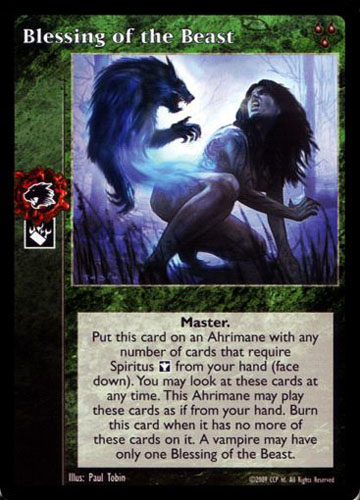 Blessing of the Beast
Master.
Put this card on an Ahrimane with any
number of cards that require
Spiritus from your hand (face
down). You may look at these cards at
any time. This Ahrimane may play
these cards as if from your hand. Burn
this card when it has no more of
these cards on it. A vampire may have
only one Blessing of the Beast.
Illus: Paul Tobin
©2009 CCP hf. All Rights Reserved